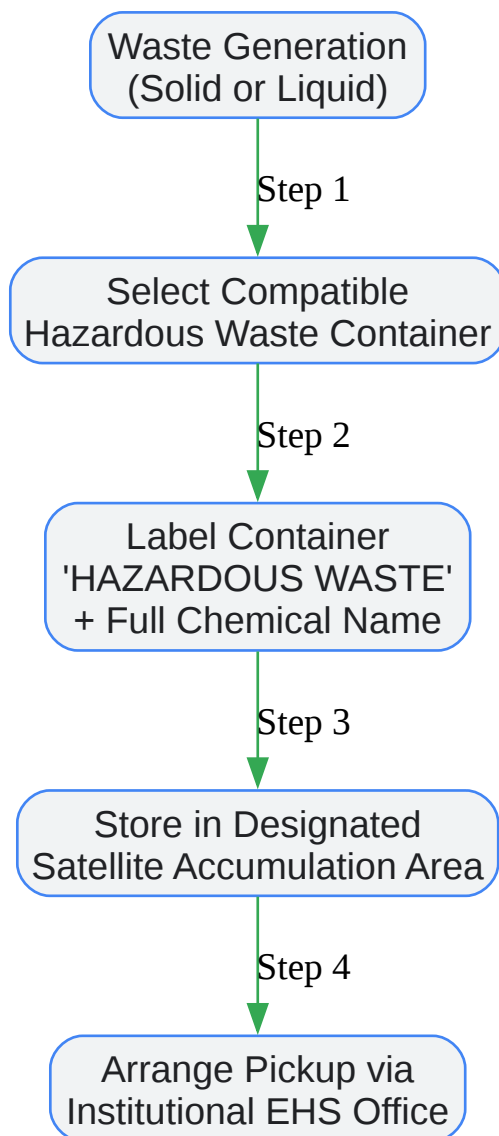 Waste Generation
(Solid or Liquid)
Step 1
Select Compatible
Hazardous Waste Container
Step 2
Label Container
'HAZARDOUS WASTE'
+ Full Chemical Name
Step 3
Store in Designated
Satellite Accumulation Area
Step 4
Arrange Pickup via
Institutional EHS Office